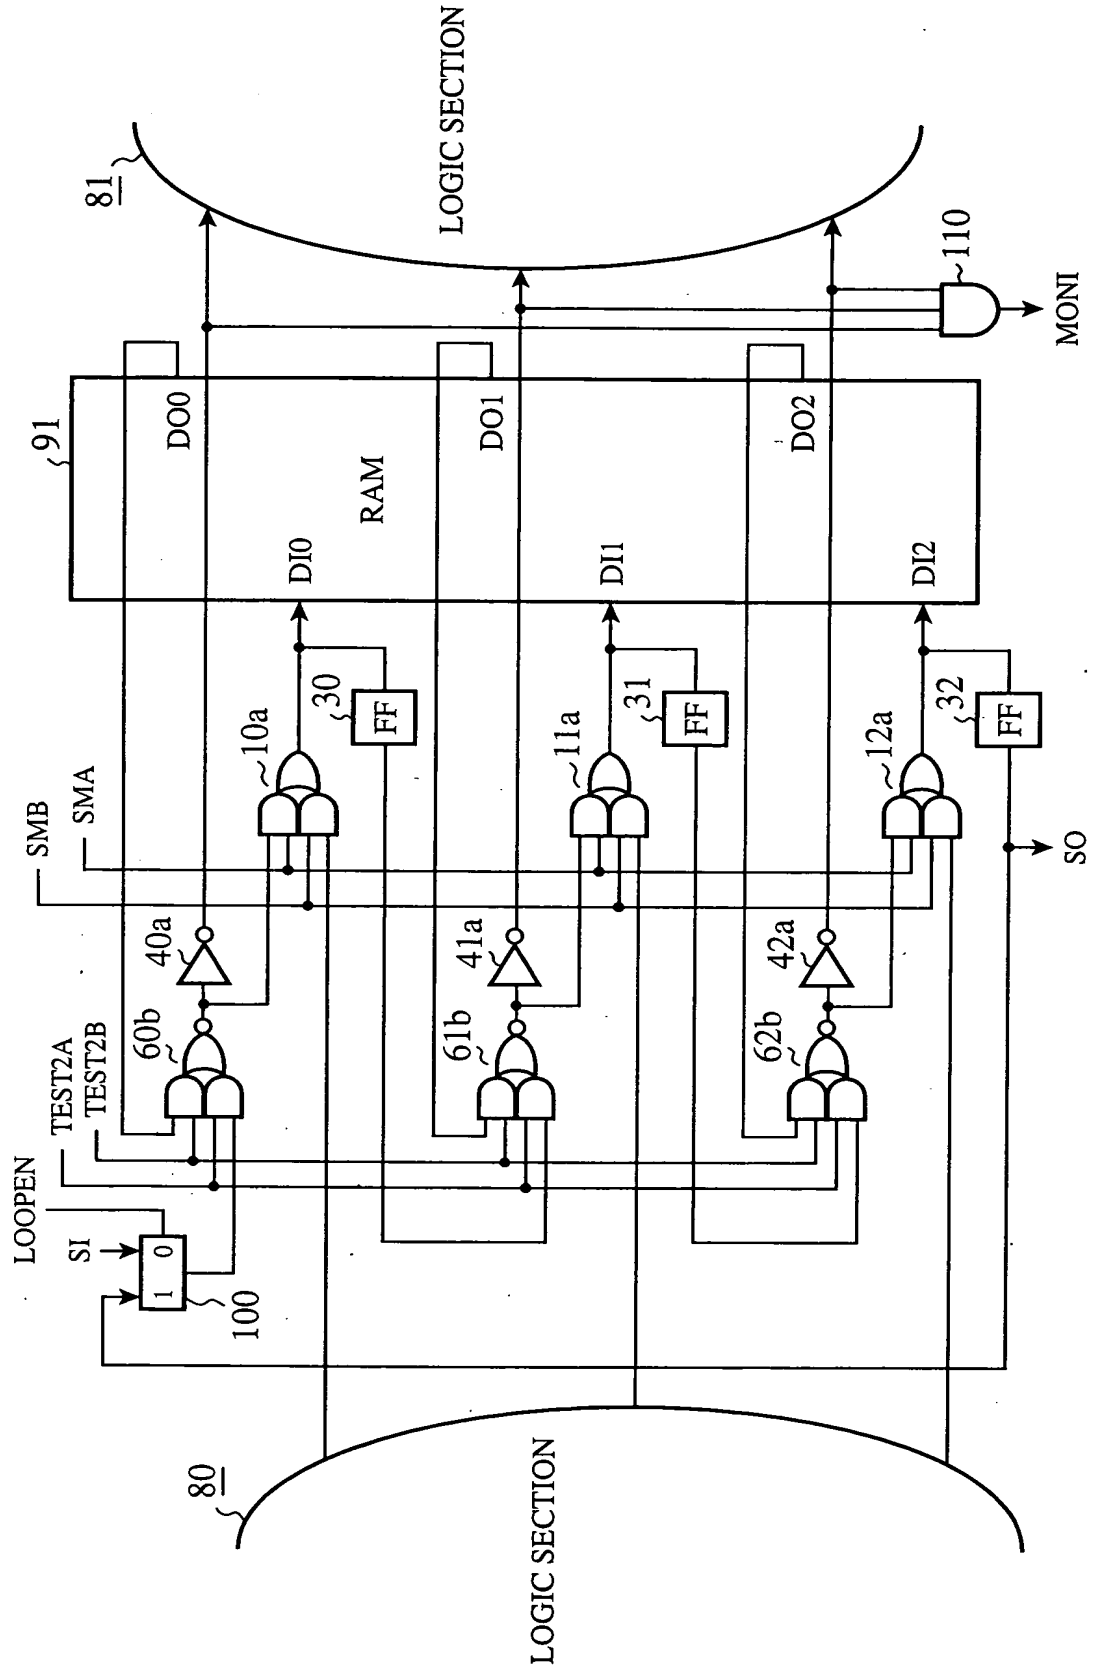 LOOPEN
SI
1 0
100
TEST2A
TEST2B
SMB
SMA
80
LOGIC SECTION
60b
40a
10a
30
FF
DI0
DO0
91
RAM
81
LOGIC SECTION
61b
41a
11a
31
FF
DI1
DO1
62b
42a
12a
32
FF
DI2
DO2
SO
110
MONI